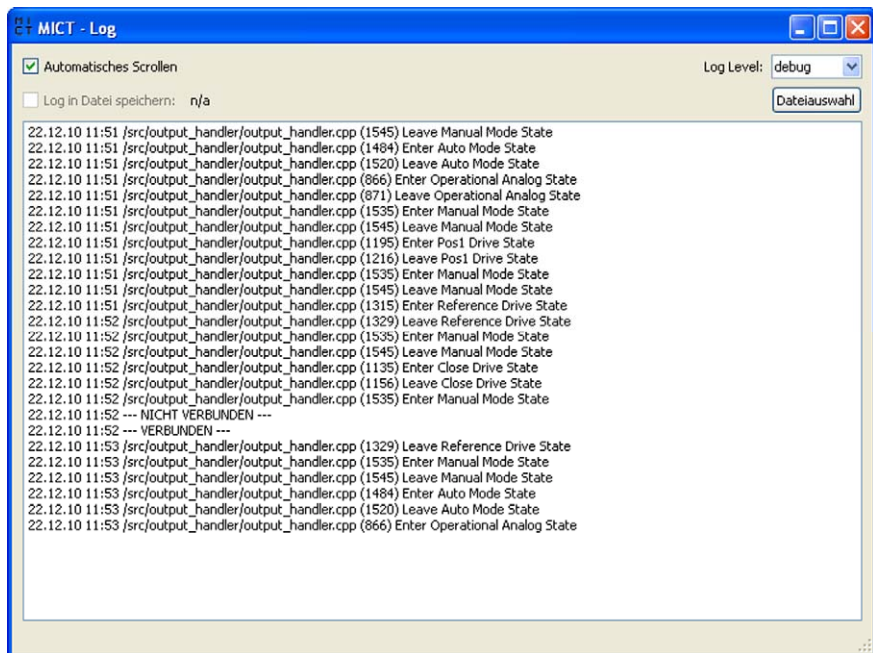 MICT - Log
Automatisches Scrollen
Log Level: debug
Log in Datei speichern: n/a
Dateiauswahl
22.12.10 11:51 /src/output_handler/output_handler.cpp (1545) Leave Manual Mode State
22.12.10 11:51 /src/output_handler/output_handler.cpp (1484) Enter Auto Mode State
22.12.10 11:51 /src/output_handler/output_handler.cpp (1520) Leave Auto Mode State
22.12.10 11:51 /src/output_handler/output_handler.cpp (866) Enter Operational Analog State
22.12.10 11:51 /src/output_handler/output_handler.cpp (871) Leave Operational Analog State
22.12.10 11:51 /src/output_handler/output_handler.cpp (1535) Enter Manual Mode State
22.12.10 11:51 /src/output_handler/output_handler.cpp (1545) Leave Manual Mode State
22.12.10 11:51 /src/output_handler/output_handler.cpp (1195) Enter Pos1 Drive State
22.12.10 11:51 /src/output_handler/output_handler.cpp (1216) Leave Pos1 Drive State
22.12.10 11:51 /src/output_handler/output_handler.cpp (1535) Enter Manual Mode State
22.12.10 11:51 /src/output_handler/output_handler.cpp (1545) Leave Manual Mode State
22.12.10 11:51 /src/output_handler/output_handler.cpp (1315) Enter Reference Drive State
22.12.10 11:52 /src/output_handler/output_handler.cpp (1329) Leave Reference Drive State
22.12.10 11:52 /src/output_handler/output_handler.cpp (1535) Enter Manual Mode State
22.12.10 11:52 /src/output_handler/output_handler.cpp (1545) Leave Manual Mode State
22.12.10 11:52 /src/output_handler/output_handler.cpp (1135) Enter Close Drive State
22.12.10 11:52 /src/output_handler/output_handler.cpp (1156) Leave Close Drive State
22.12.10 11:52 /src/output_handler/output_handler.cpp (1535) Enter Manual Mode State
22.12.10 11:52 --- NICHT VERBUNDEN ---
22.12.10 11:52 --- VERBUNDEN ---
22.12.10 11:53 /src/output_handler/output_handler.cpp (1329) Leave Reference Drive State
22.12.10 11:53 /src/output_handler/output_handler.cpp (1535) Enter Manual Mode State
22.12.10 11:53 /src/output_handler/output_handler.cpp (1545) Leave Manual Mode State
22.12.10 11:53 /src/output_handler/output_handler.cpp (1484) Enter Auto Mode State
22.12.10 11:53 /src/output_handler/output_handler.cpp (1520) Leave Auto Mode State
22.12.10 11:53 /src/output_handler/output_handler.cpp (866) Enter Operational Analog State